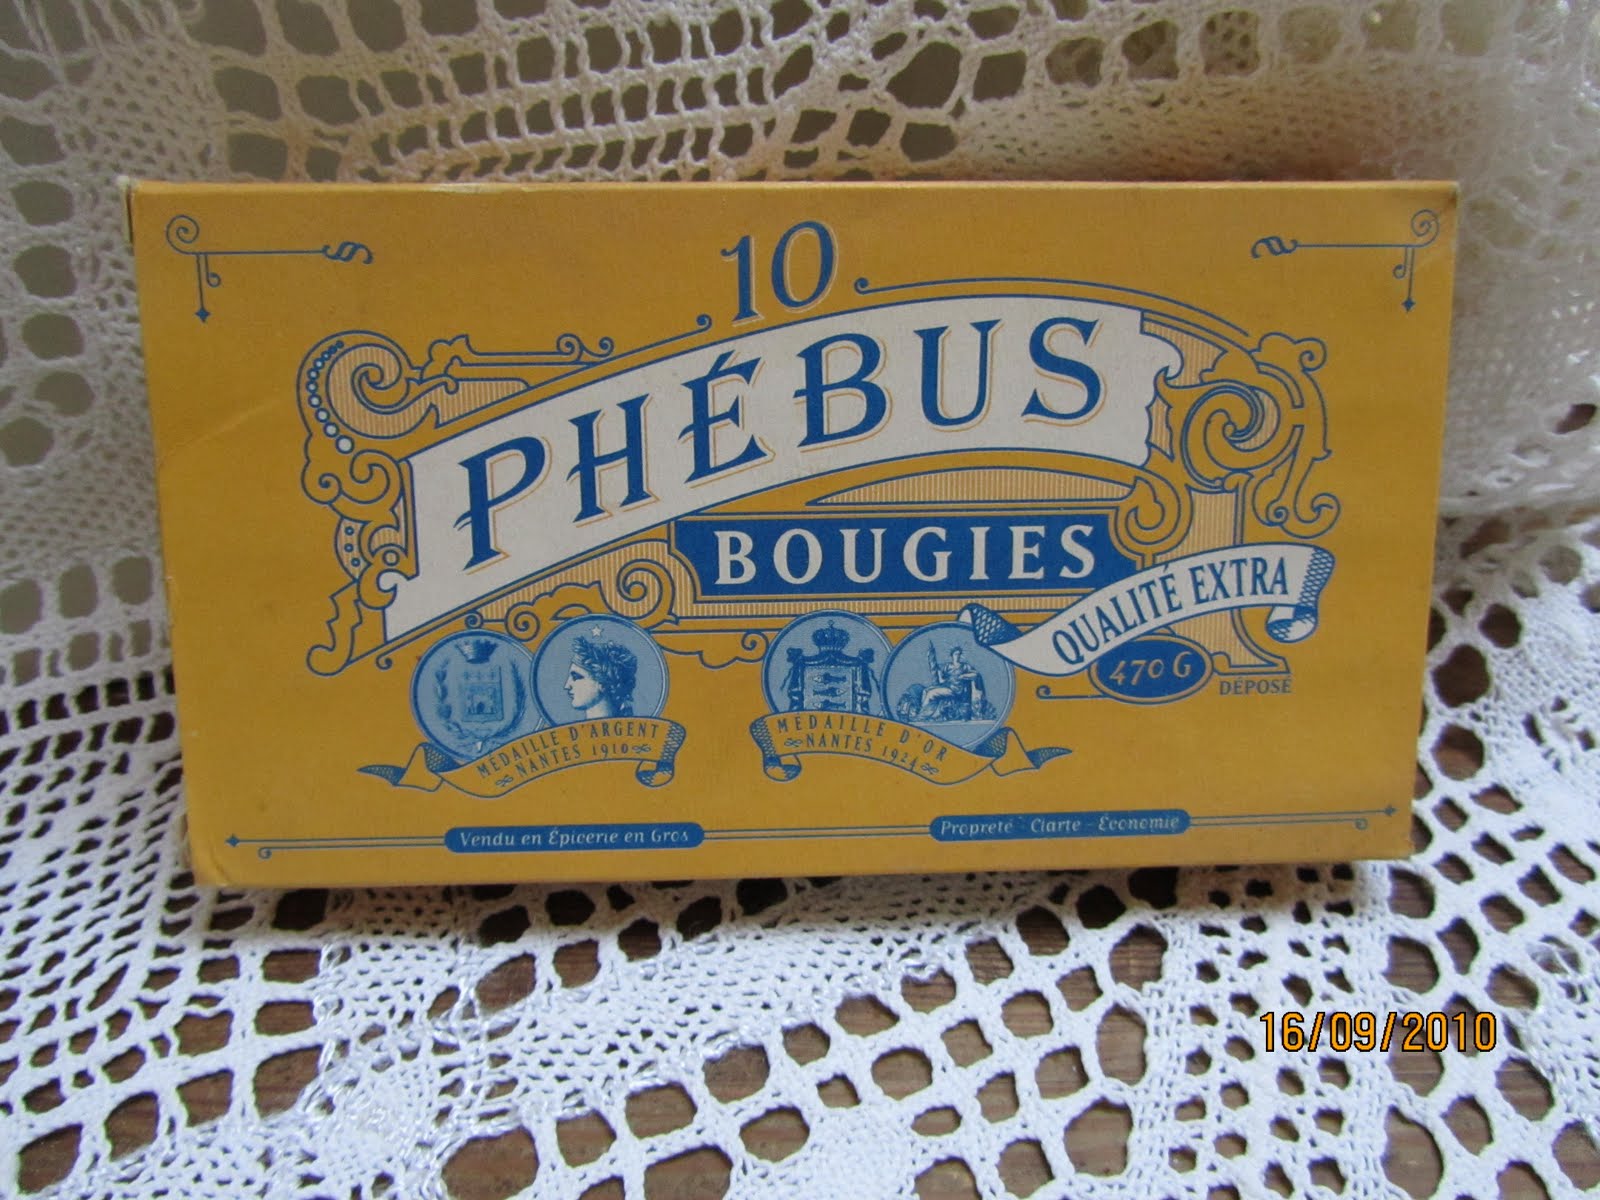 10
PHÉBUS
BOUGIES
QUALITÉ EXTRA
470 G
DÉPOSÉ
MÉDAILLE D'ARGENT
NANTES 1910
MÉDAILLE D'OR
NANTES 1924
Vendu en Épicerie en Gros
Propreté - Clarté - Économie
16/09/2010